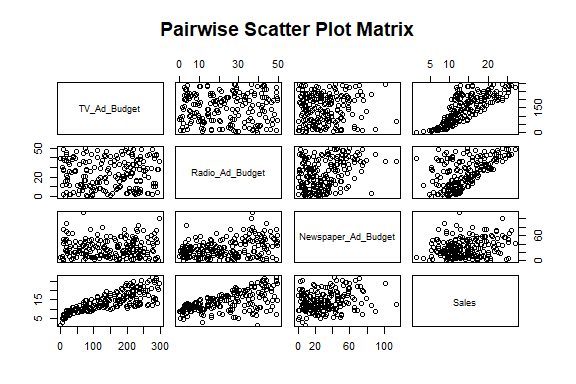 Pairwise Scatter Plot Matrix
0 10 30 50
5 10 20
TV_Ad_Budget
0 150
0 20 50
Radio_Ad_Budget
Newspaper_Ad_Budget
0 60
5 15
Sales
0 100 200 300
0 20 60 100